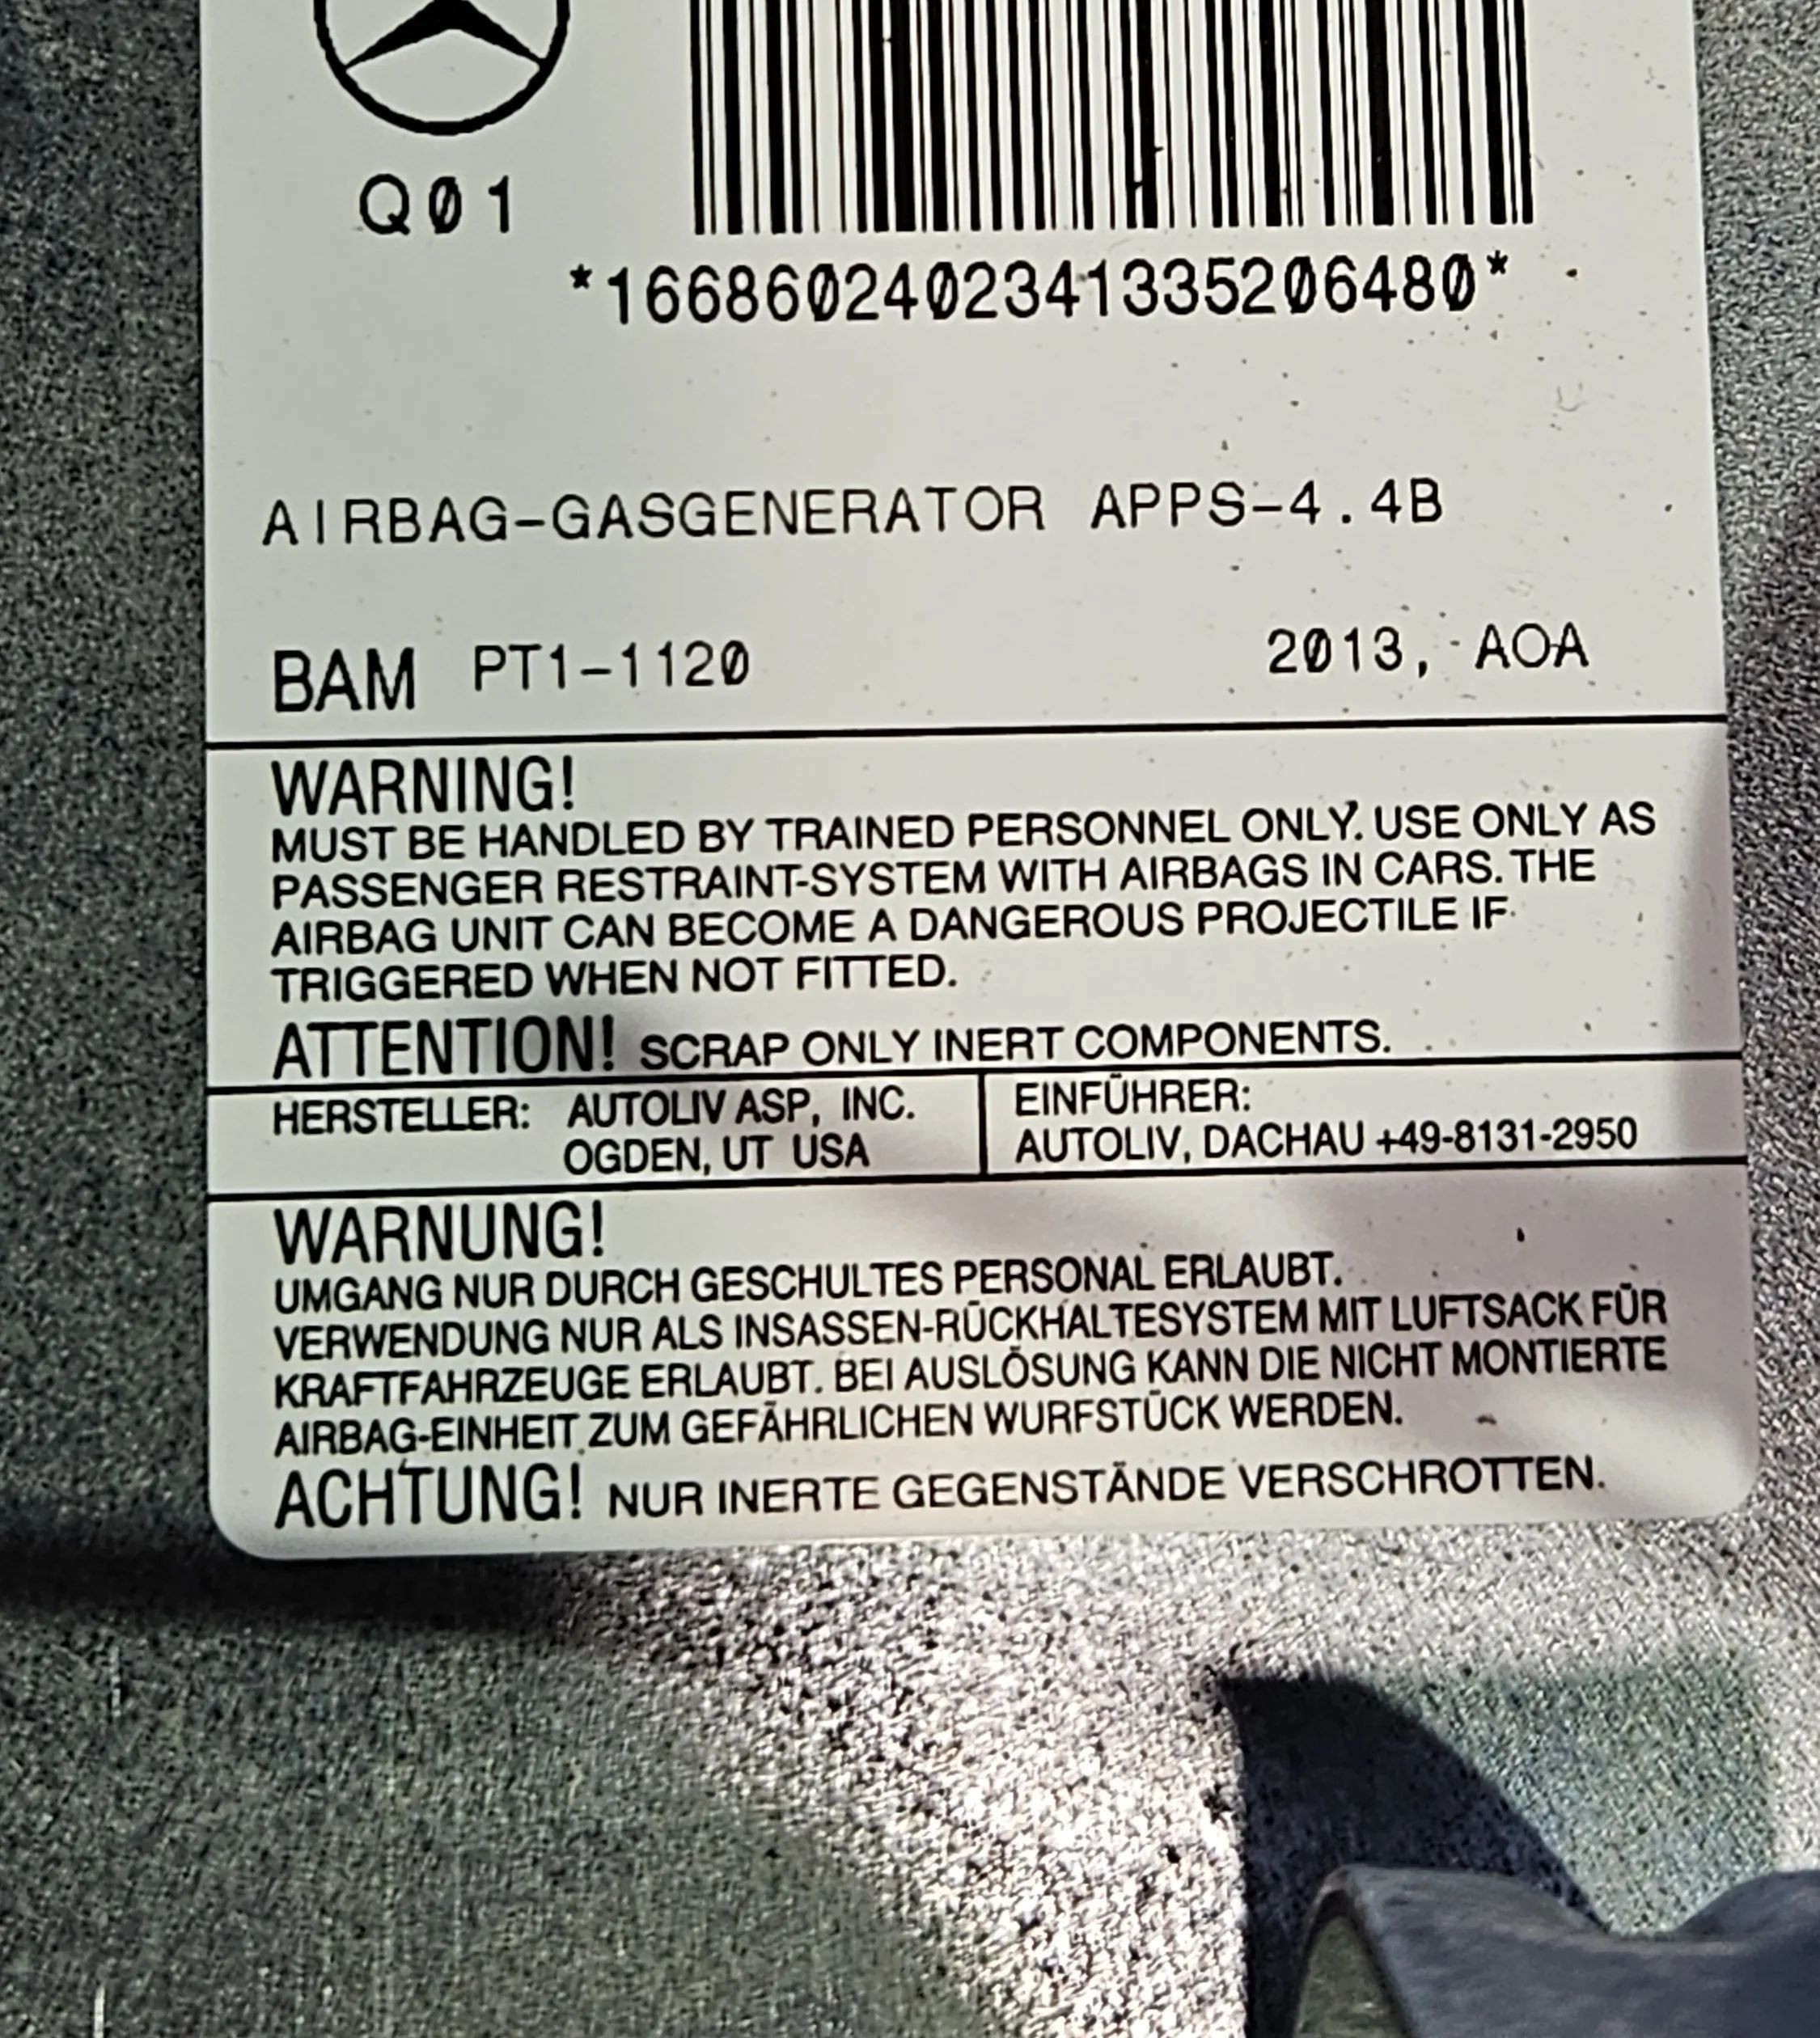 Q01
*1668602402341335206480*
AIRBAG-GASGENERATOR APPS-4.4B
BAM PT1-1120 2013, AOA
WARNING!
MUST BE HANDLED BY TRAINED PERSONNEL ONLY. USE ONLY AS
PASSENGER RESTRAINT-SYSTEM WITH AIRBAGS IN CARS. THE
AIRBAG UNIT CAN BECOME A DANGEROUS PROJECTILE IF
TRIGGERED WHEN NOT FITTED.
ATTENTION! SCRAP ONLY INERT COMPONENTS.
HERSTELLER: AUTOLIV ASP, INC.
OGDEN, UT USA
EINFÜHRER:
AUTOLIV, DACHAU +49-8131-2950
WARNUNG!
UMGANG NUR DURCH GESCHULTES PERSONAL ERLAUBT.
VERWENDUNG NUR ALS INSASSEN-RÜCKHALTESYSTEM MIT LUFTSACK FÜR
KRAFTFAHRZEUGE ERLAUBT. BEI AUSLÖSUNG KANN DIE NICHT MONTIERTE
AIRBAG-EINHEIT ZUM GEFÄHRLICHEN WURFSTÜCK WERDEN.
ACHTUNG! NUR INERTE GEGENSTÄNDE VERSCHROTTEN.